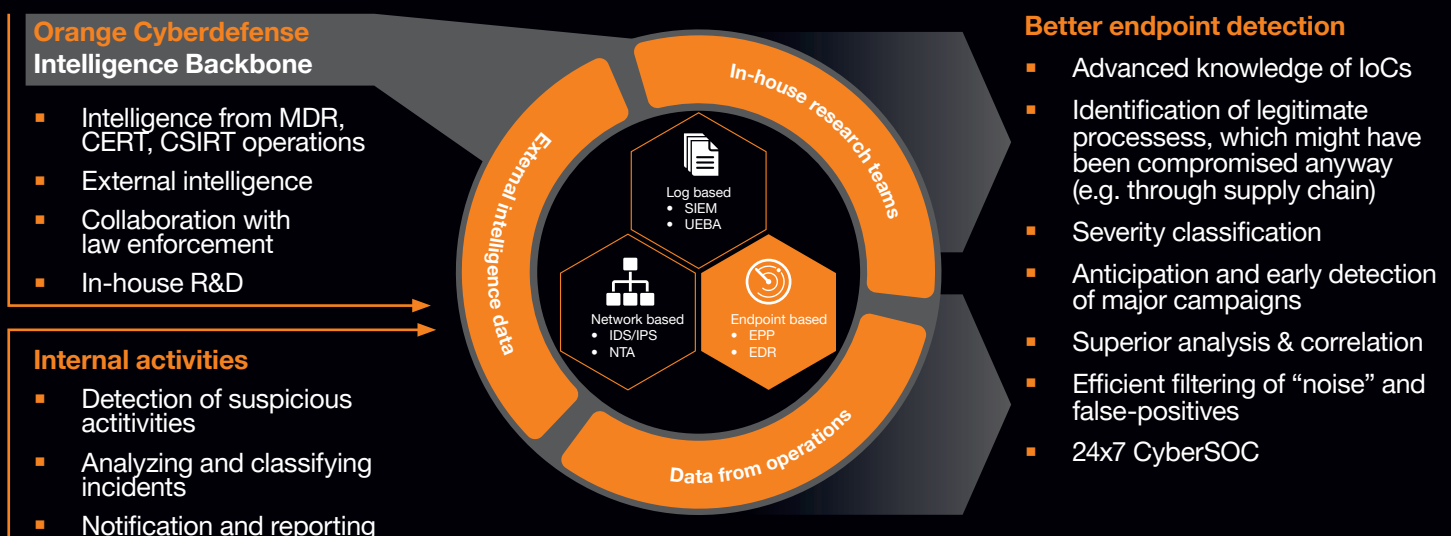 Orange Cyberdefense
Intelligence Backbone
▪ Intelligence from MDR,
CERT, CSIRT operations
▪ External intelligence
▪ Collaboration with
law enforcement
▪ In-house R&D
Internal activities
▪ Detection of suspicious
actitivities
▪ Analyzing and classifying
incidents
▪ Notification and reporting
External intelligence data
In-house research teams
Data from operations
Log based
• SIEM
• UEBA
Network based
• IDS/IPS
• NTA
Endpoint based
• EPP
• EDR
Better endpoint detection
▪ Advanced knowledge of IoCs
▪ Identification of legitimate
processess, which might have
been compromised anyway
(e.g. through supply chain)
▪ Severity classification
▪ Anticipation and early detection
of major campaigns
▪ Superior analysis & correlation
▪ Efficient filtering of “noise” and
false-positives
▪ 24x7 CyberSOC